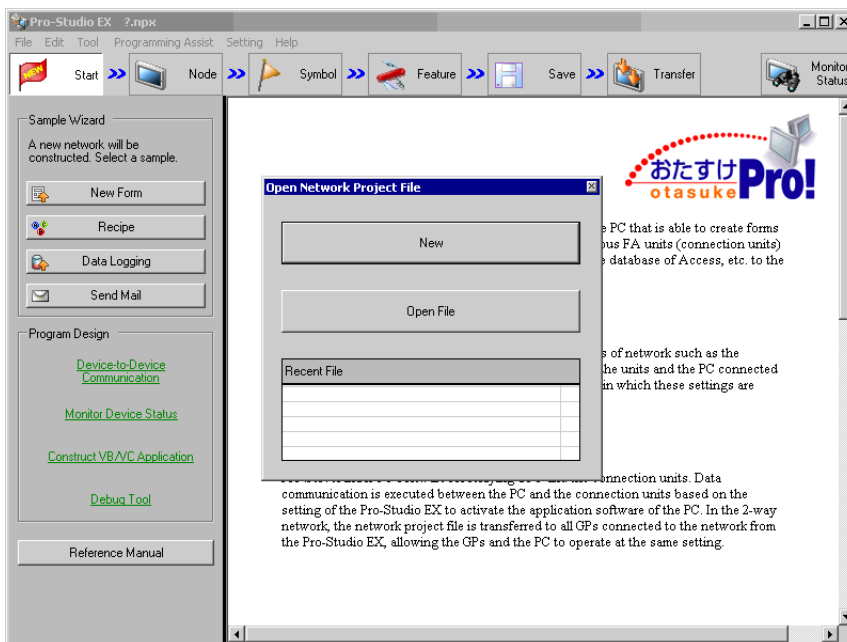 Pro-Studio EX ?.npx
File Edit Tool Programming Assist Setting Help
NEW Start Node Symbol Feature Save Transfer Monitor Status
Sample Wizard
A new network will be
constructed. Select a sample.
New Form
Recipe
Data Logging
Send Mail
Program Design
Device-to-Device
Communication
Monitor Device Status
Construct VB/VC Application
Debug Tool
Reference Manual
おたすけ
otasuke Pro!
Open Network Project File
New
Open File
Recent File
PC that is able to create forms
FA units (connection units)
database of Access, etc. to the
s of network such as the
he units and the PC connected
in which these settings are
connection units. Data
communication is executed between the PC and the connection units based on the
setting of the Pro-Studio EX to activate the application software of the PC. In the 2-way
network, the network project file is transferred to all GPs connected to the network from
the Pro-Studio EX, allowing the GPs and the PC to operate at the same setting.